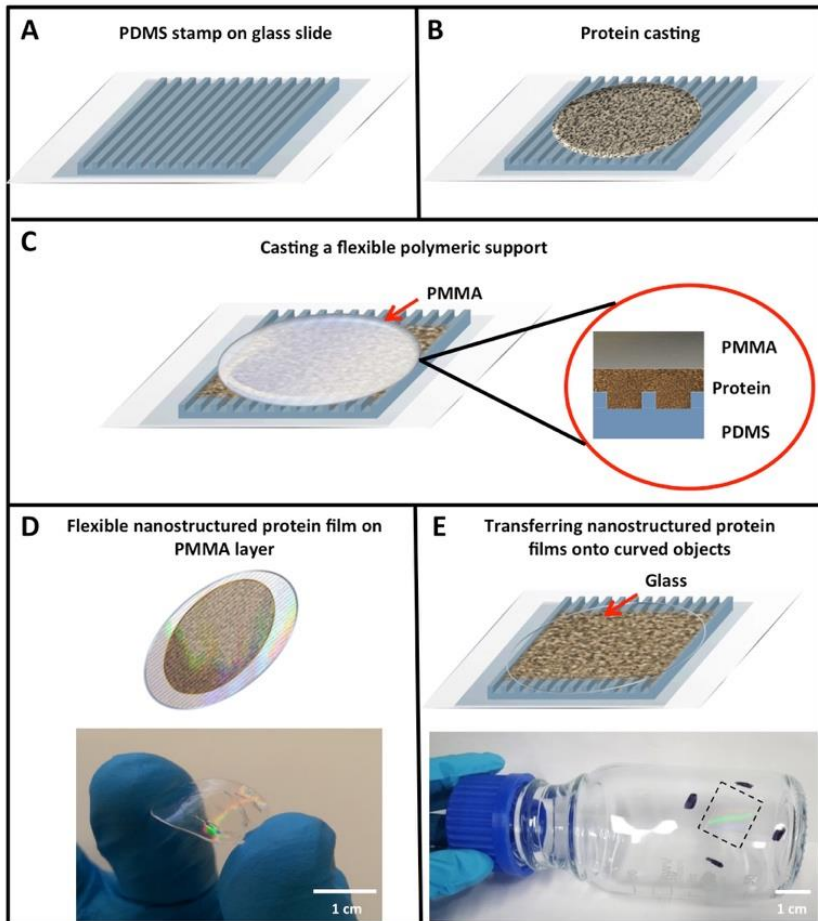 A
PDMS stamp on glass slide
B
Protein casting
C
Casting a flexible polymeric support
PMMA
PMMA
Protein
PDMS
D
Flexible nanostructured protein film on
PMMA layer
1 cm
E
Transferring nanostructured protein
films onto curved objects
Glass
1 cm